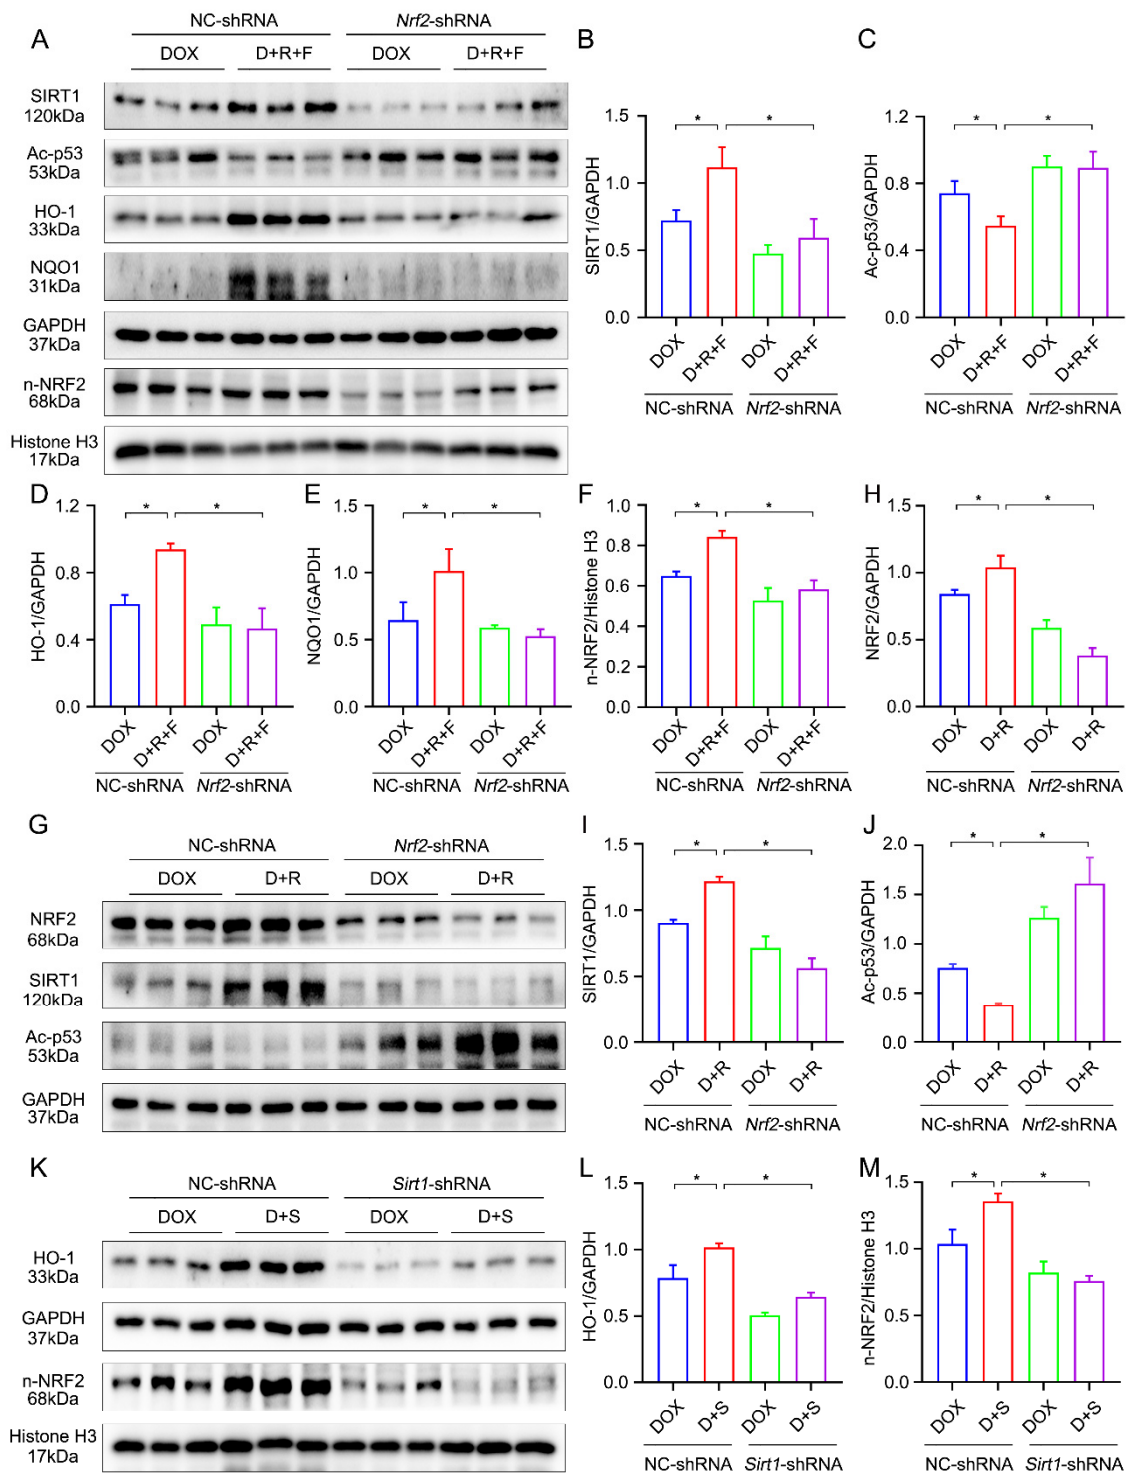 A
NC-shRNA
Nrf2-shRNA
DOX
D+R+F
DOX
D+R+F
SIRT1
120kDa
Ac-p53
53kDa
HO-1
33kDa
NQO1
31kDa
GAPDH
37kDa
n-NRF2
68kDa
Histone H3
17kDa
B
SIRT1/GAPDH
1.5
1.0
0.5
0.0
*
*
DOX
D+R+F
DOX
D+R+F
NC-shRNA
Nrf2-shRNA
C
Ac-p53/GAPDH
1.2
0.8
0.4
0.0
*
*
DOX
D+R+F
DOX
D+R+F
NC-shRNA
Nrf2-shRNA
D
HO-1/GAPDH
1.2
0.8
0.4
0.0
*
*
DOX
D+R+F
DOX
D+R+F
NC-shRNA
Nrf2-shRNA
E
NQO1/GAPDH
1.5
1.0
0.5
0.0
*
*
DOX
D+R+F
DOX
D+R+F
NC-shRNA
Nrf2-shRNA
F
n-NRF2/Histone H3
1.0
0.8
0.6
0.4
0.2
0.0
*
*
DOX
D+R+F
DOX
D+R+F
NC-shRNA
Nrf2-shRNA
H
NRF2/GAPDH
1.5
1.0
0.5
0.0
*
*
DOX
D+R
DOX
D+R
NC-shRNA
Nrf2-shRNA
G
NC-shRNA
Nrf2-shRNA
DOX
D+R
DOX
D+R
NRF2
68kDa
SIRT1
120kDa
Ac-p53
53kDa
GAPDH
37kDa
I
SIRT1/GAPDH
1.5
1.0
0.5
0.0
*
*
DOX
D+R
DOX
D+R
NC-shRNA
Nrf2-shRNA
J
Ac-p53/GAPDH
2.0
1.5
1.0
0.5
0.0
*
*
DOX
D+R
DOX
D+R
NC-shRNA
Nrf2-shRNA
K
NC-shRNA
Sirt1-shRNA
DOX
D+S
DOX
D+S
HO-1
33kDa
GAPDH
37kDa
n-NRF2
68kDa
Histone H3
17kDa
L
HO-1/GAPDH
1.5
1.0
0.5
0.0
*
*
DOX
D+S
DOX
D+S
NC-shRNA
Sirt1-shRNA
M
n-NRF2/Histone H3
1.5
1.0
0.5
0.0
*
*
DOX
D+S
DOX
D+S
NC-shRNA
Sirt1-shRNA